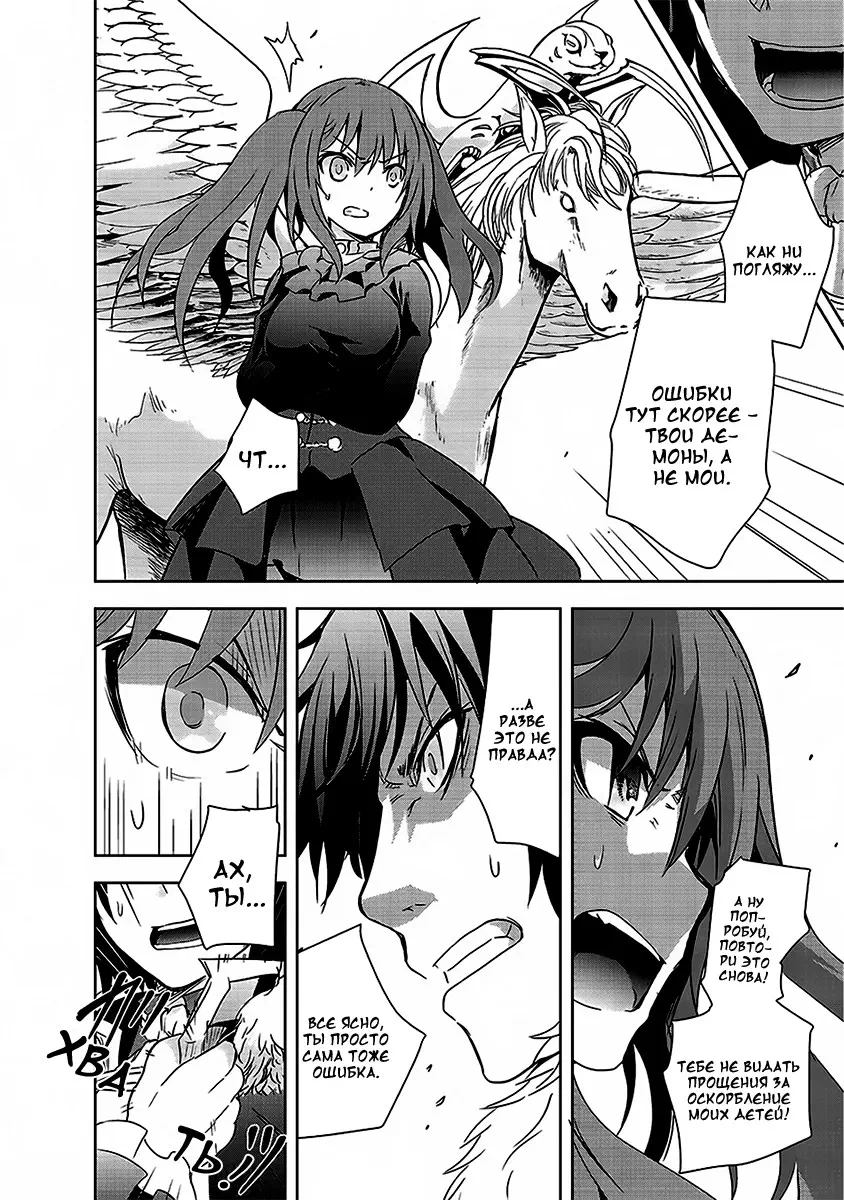 КАК НИ
ПОГЛЯЖУ...
ОШИБКИ
ТУТ СКОРЕЕ -
ТВОИ ДЕ-
МОНЫ, А
НЕ МОИ.
ЧТ...
А НУ
ПОП-
РОБУЙ,
ПОВТО-
РИ ЭТО
СНОВА!
ТЕБЕ НЕ ВИДАТЬ
ПРОЩЕНИЯ ЗА
ОСКОРБЛЕНИЕ
МОИХ ДЕТЕЙ!
...А
РАЗВЕ
ЭТО НЕ
ПРАВДА?
ВСЕ ЯСНО,
ТЫ ПРОСТО
САМА ТОЖЕ
ОШИБКА.
АХ,
ТЫ...
ХВА
ТЬ!